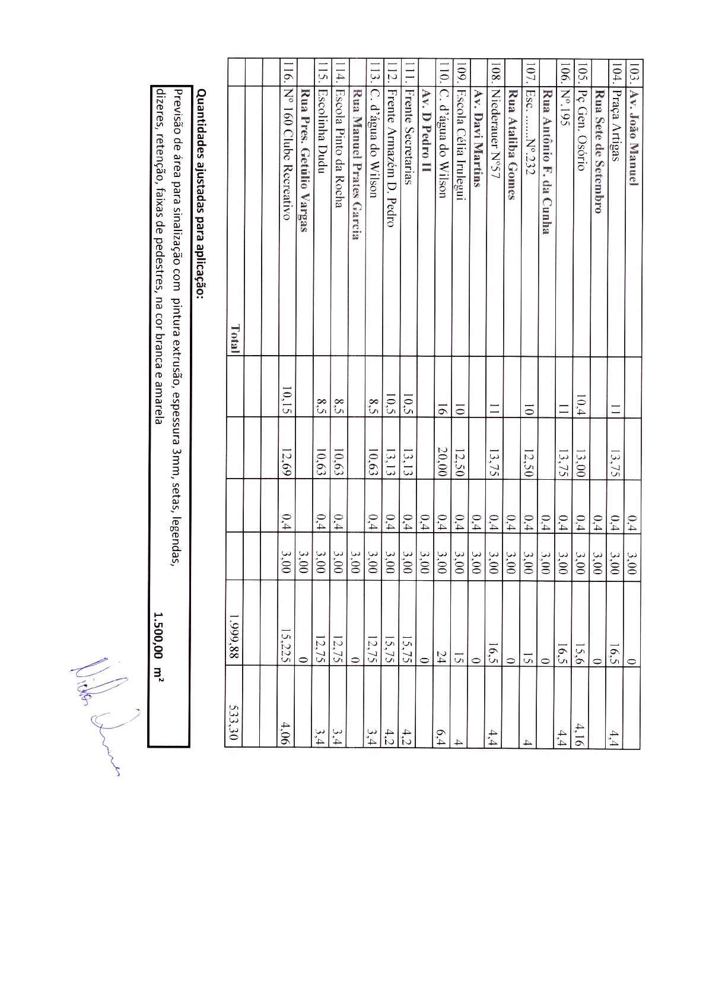 103. Av. João Manuel 0,4 3,00 0
104. Praça Artigas 11 13,75 0,4 3,00 16,5 4,4
Rua Sete de Setembro 0,4 3,00 0
105. Pç Gen. Osório 10,4 13,00 0,4 3,00 15,6 4,16
106. Nº.195 11 13,75 0,4 3,00 16,5 4,4
Rua Antônio F. da Cunha 0,4 3,00 0
107. Esc. .......Nº.232 10 12,50 0,4 3,00 15 4
Rua Ataliba Gomes 0,4 3,00 0
108. Niederauer Nº57 11 13,75 0,4 3,00 16,5 4,4
Av. Davi Martins 0,4 3,00 0
109. Escola Célia Irulegui 10 12,50 0,4 3,00 15 4
110. C. d'água do Wilson 16 20,00 0,4 3,00 24 6,4
Av. D Pedro II 0,4 3,00 0
111. Frente Secretarias 10,5 13,13 0,4 3,00 15,75 4,2
112. Frente Armazém D. Pedro 10,5 13,13 0,4 3,00 15,75 4,2
113. C. d'água do Wilson 8,5 10,63 0,4 3,00 12,75 3,4
Rua Manuel Prates Garcia 3,00 0
114. Escola Pinto da Rocha 8,5 10,63 0,4 3,00 12,75 3,4
115. Escolinha Dudu 8,5 10,63 0,4 3,00 12,75 3,4
Rua Pres. Getúlio Vargas 3,00 0
116. Nº 160 Clube Recreativo 10,15 12,69 0,4 3,00 15,225 4,06
Total 1.999,88 533,30
Quantidades ajustadas para aplicação:
Previsão de área para sinalização com pintura extrusão, espessura 3mm, setas, legendas,
dizeres, retenção, faixas de pedestres, na cor branca e amarela 1.500,00 m²